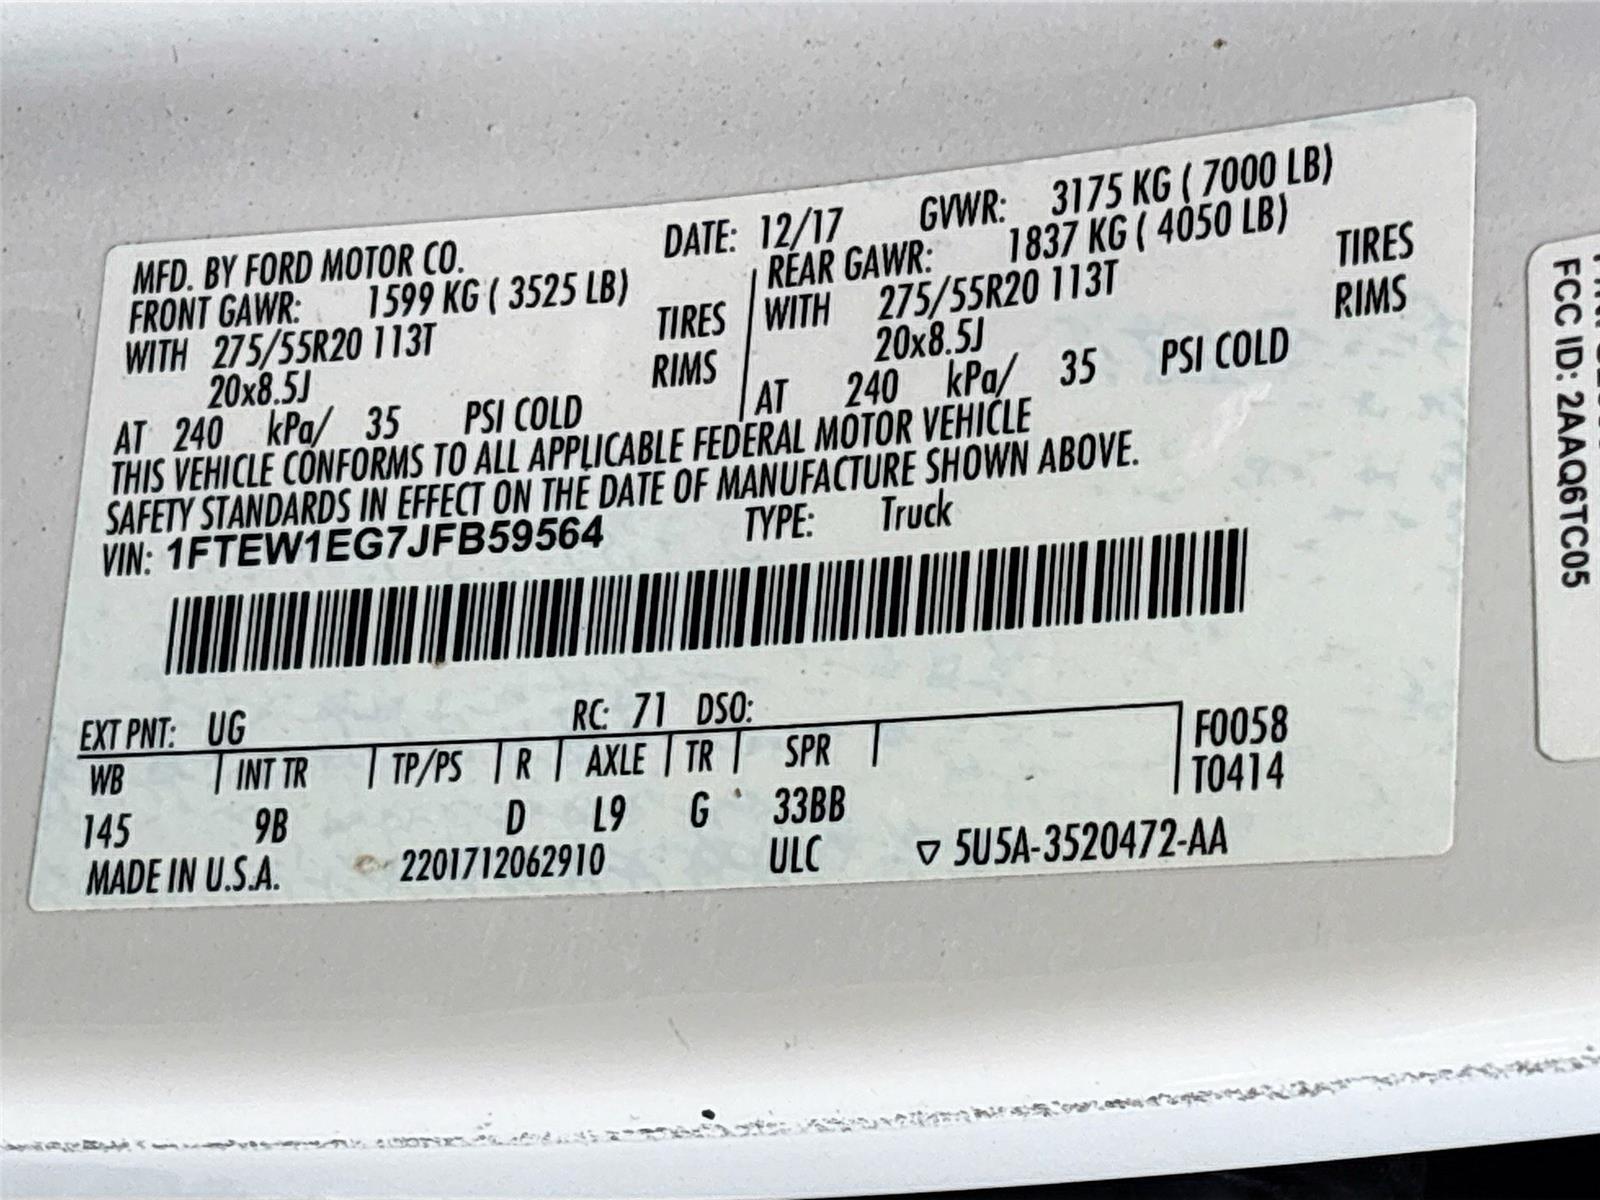 MFD. BY FORD MOTOR CO. DATE: 12/17 GVWR: 3175 KG ( 7000 LB)
FRONT GAWR: 1599 KG ( 3525 LB) REAR GAWR: 1837 KG ( 4050 LB)
WITH 275/55R20 113T TIRES WITH 275/55R20 113T TIRES
20x8.5J RIMS 20x8.5J RIMS
AT 240 kPa/ 35 PSI COLD AT 240 kPa/ 35 PSI COLD
THIS VEHICLE CONFORMS TO ALL APPLICABLE FEDERAL MOTOR VEHICLE
SAFETY STANDARDS IN EFFECT ON THE DATE OF MANUFACTURE SHOWN ABOVE.
VIN: 1FTEW1EG7JFB59564 TYPE: Truck
EXT PNT: UG RC: 71 DSO:
WB INT TR TP/PS R AXLE TR SPR F0058
T0414
145 9B D L9 G 33BB
MADE IN U.S.A. 2201712062910 ULC ▽ 5U5A-3520472-AA
FCC ID: 2AAQ6TC05